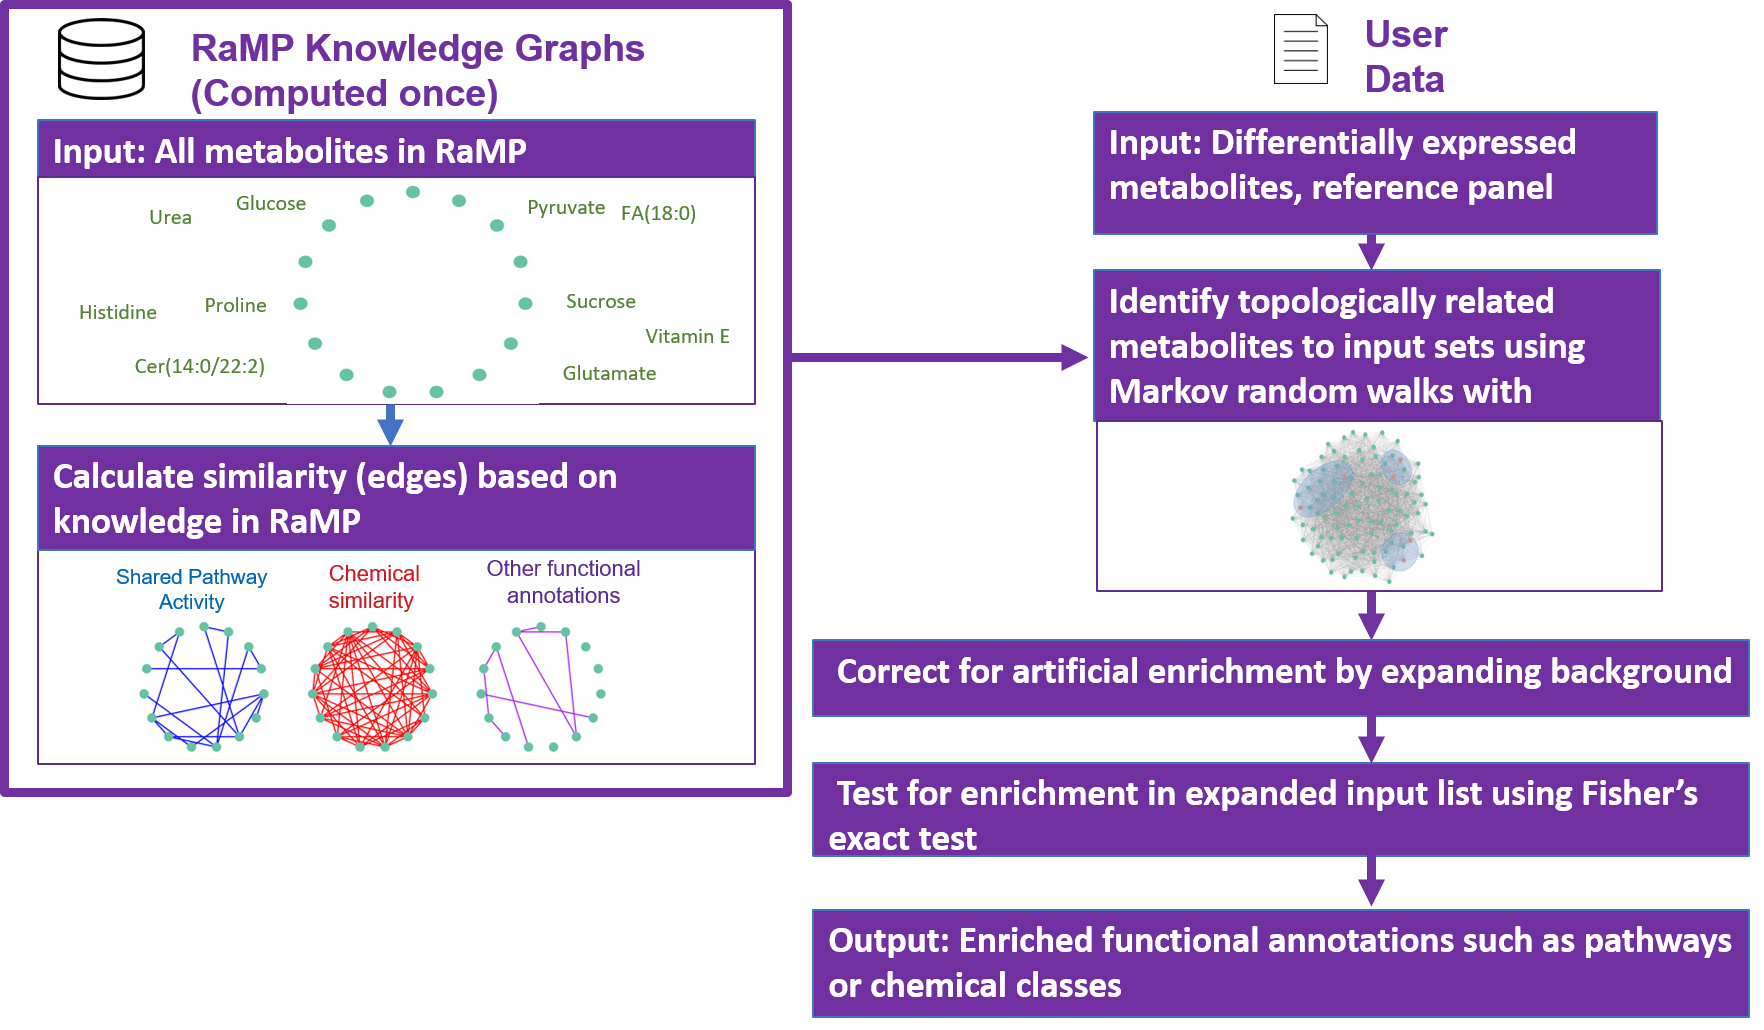 RaMP Knowledge Graphs
(Computed once)
Input: All metabolites in RaMP
Urea
Glucose
Pyruvate
FA(18:0)
Histidine
Proline
Sucrose
Vitamin E
Cer(14:0/22:2)
Glutamate
Calculate similarity (edges) based on
knowledge in RaMP
Shared Pathway
Activity
Chemical
similarity
Other functional
annotations
User
Data
Input: Differentially expressed
metabolites, reference panel
Identify topologically related
metabolites to input sets using
Markov random walks with
Correct for artificial enrichment by expanding background
Test for enrichment in expanded input list using Fisher’s
exact test
Output: Enriched functional annotations such as pathways
or chemical classes